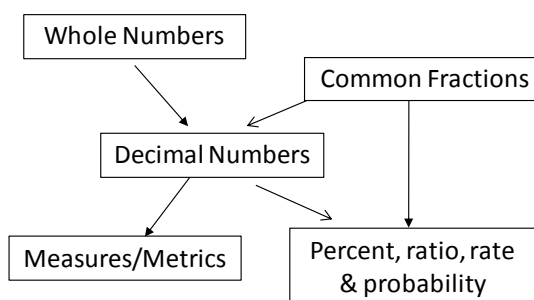 Whole Numbers
Common Fractions
Decimal Numbers
Measures/Metrics
Percent, ratio, rate
& probability